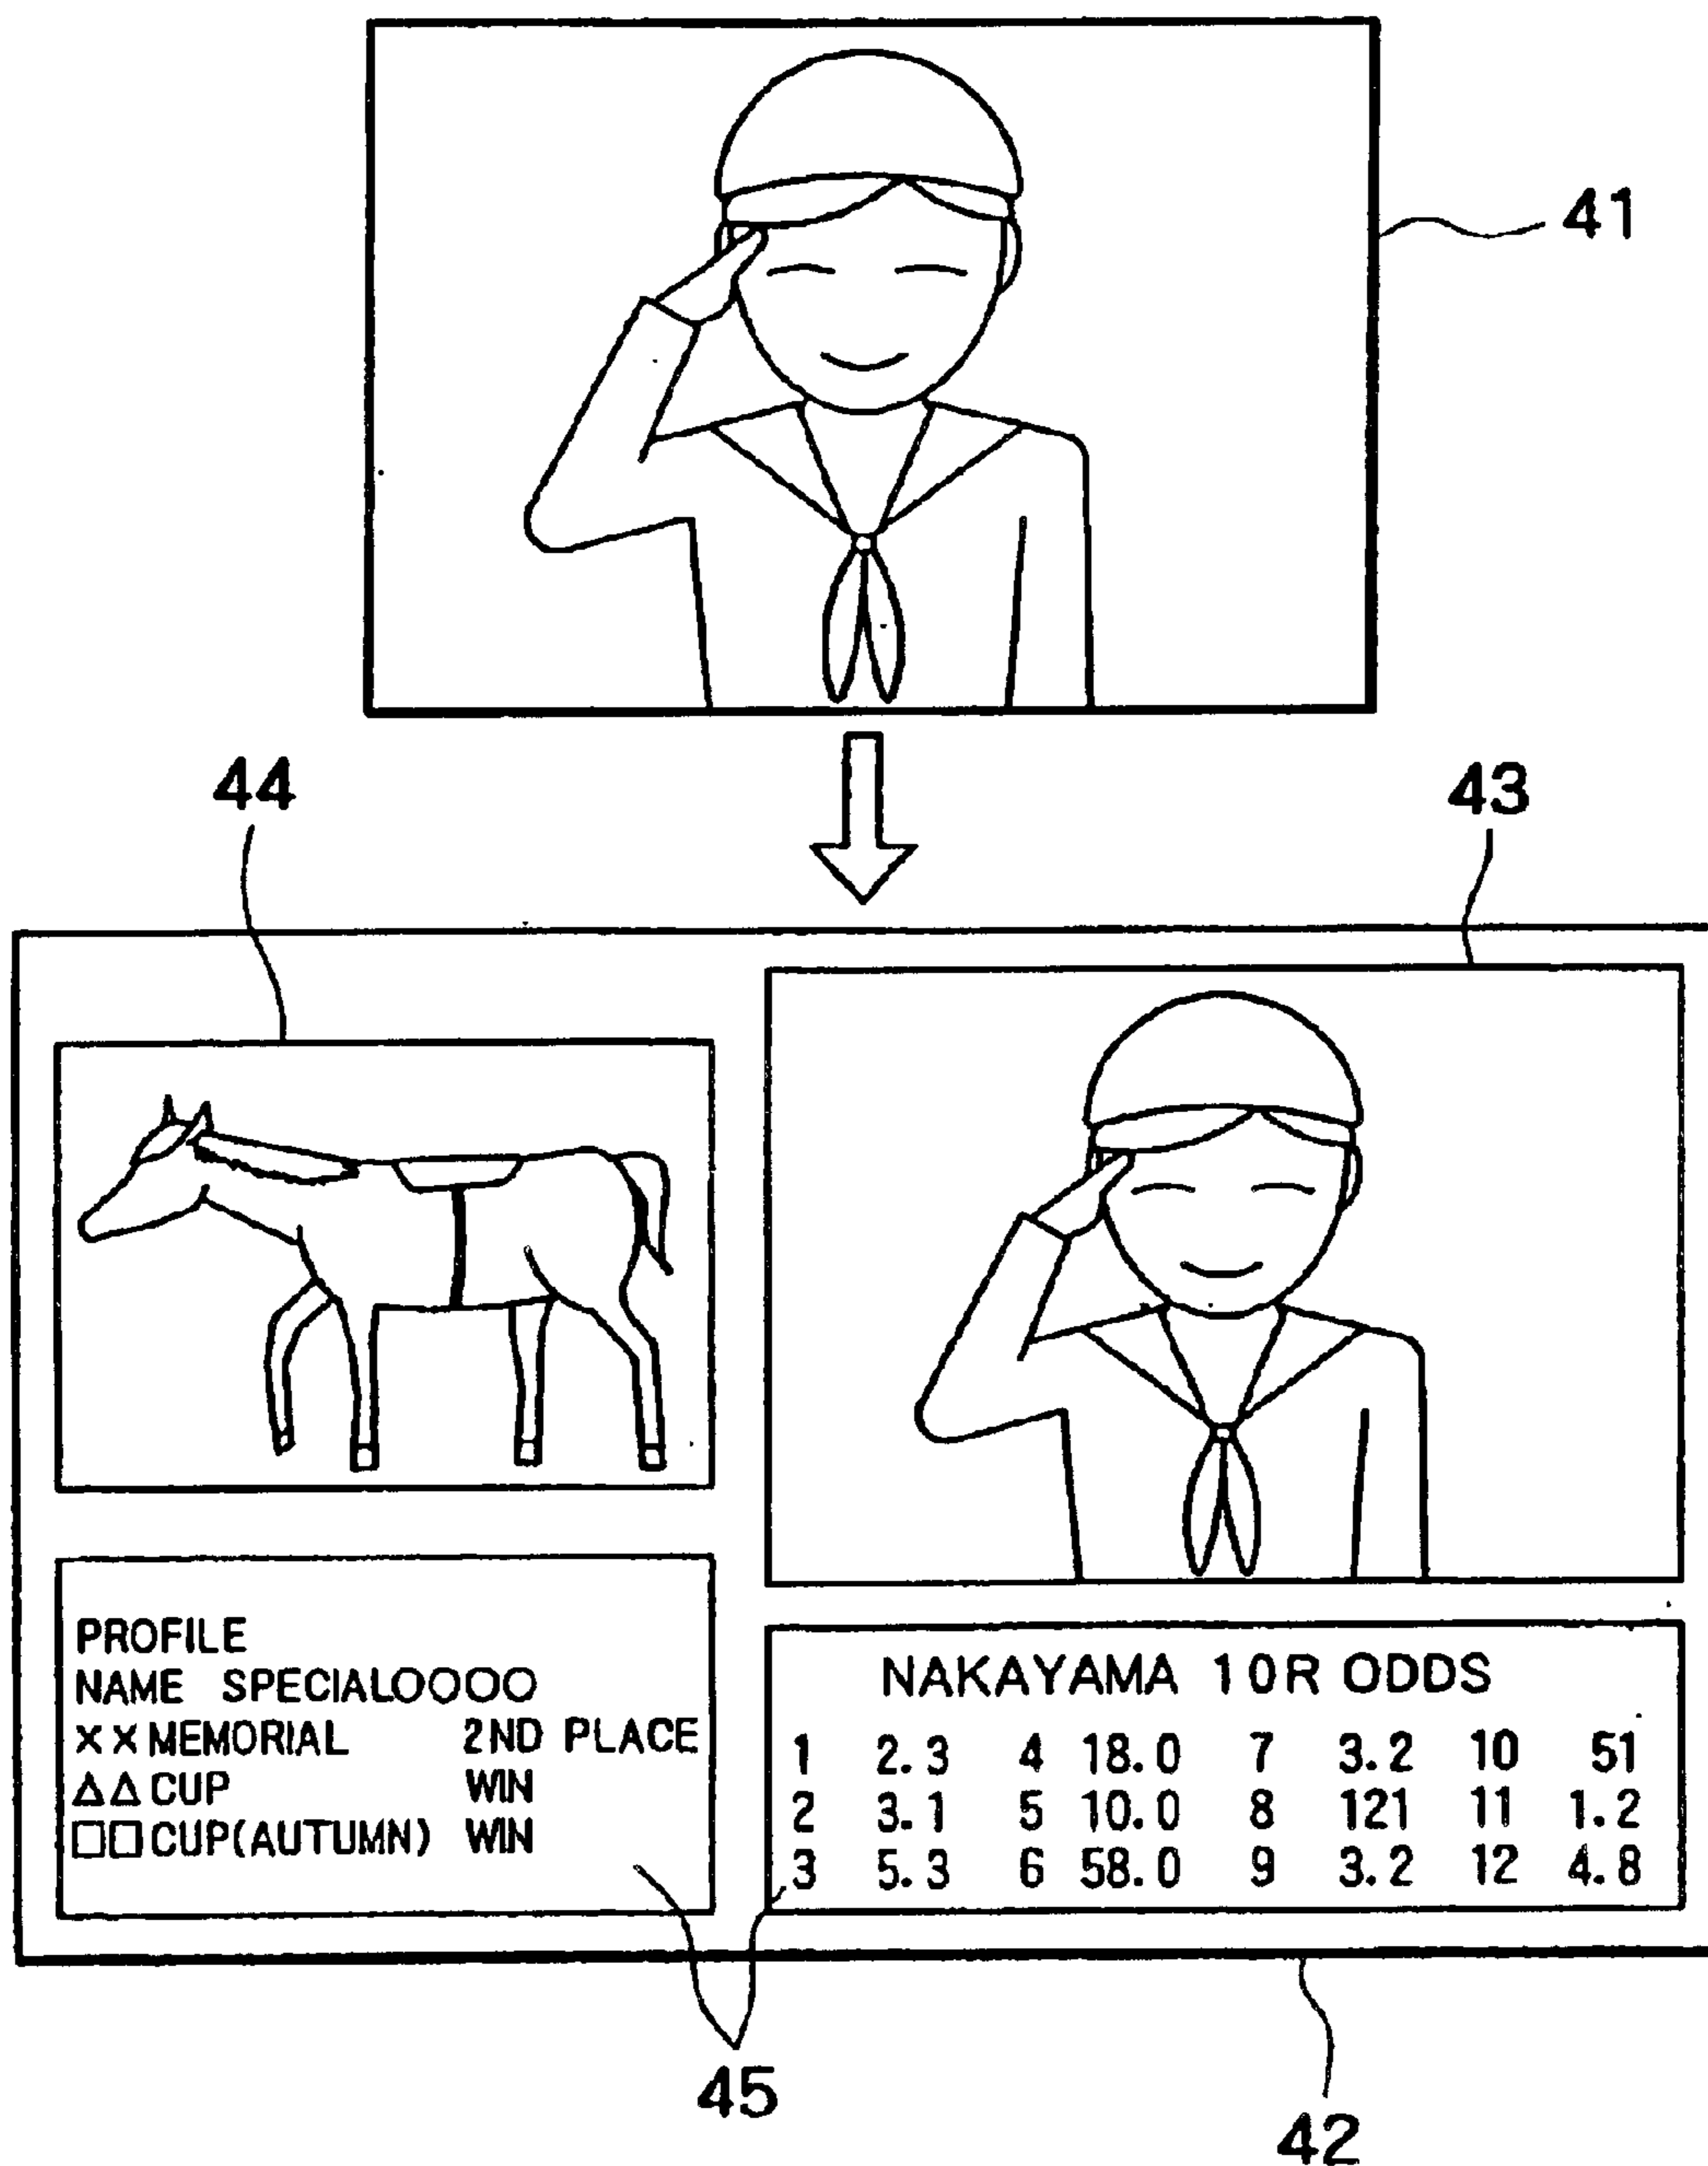 41
44
43
PROFILE
NAME SPECIALOOOO
××MEMORIAL 2ND PLACE
△△CUP WIN
□□CUP(AUTUMN) WIN
NAKAYAMA 10R ODDS
1 2.3 4 18.0 7 3.2 10 51
2 3.1 5 10.0 8 121 11 1.2
3 5.3 6 58.0 9 3.2 12 4.8
45
42